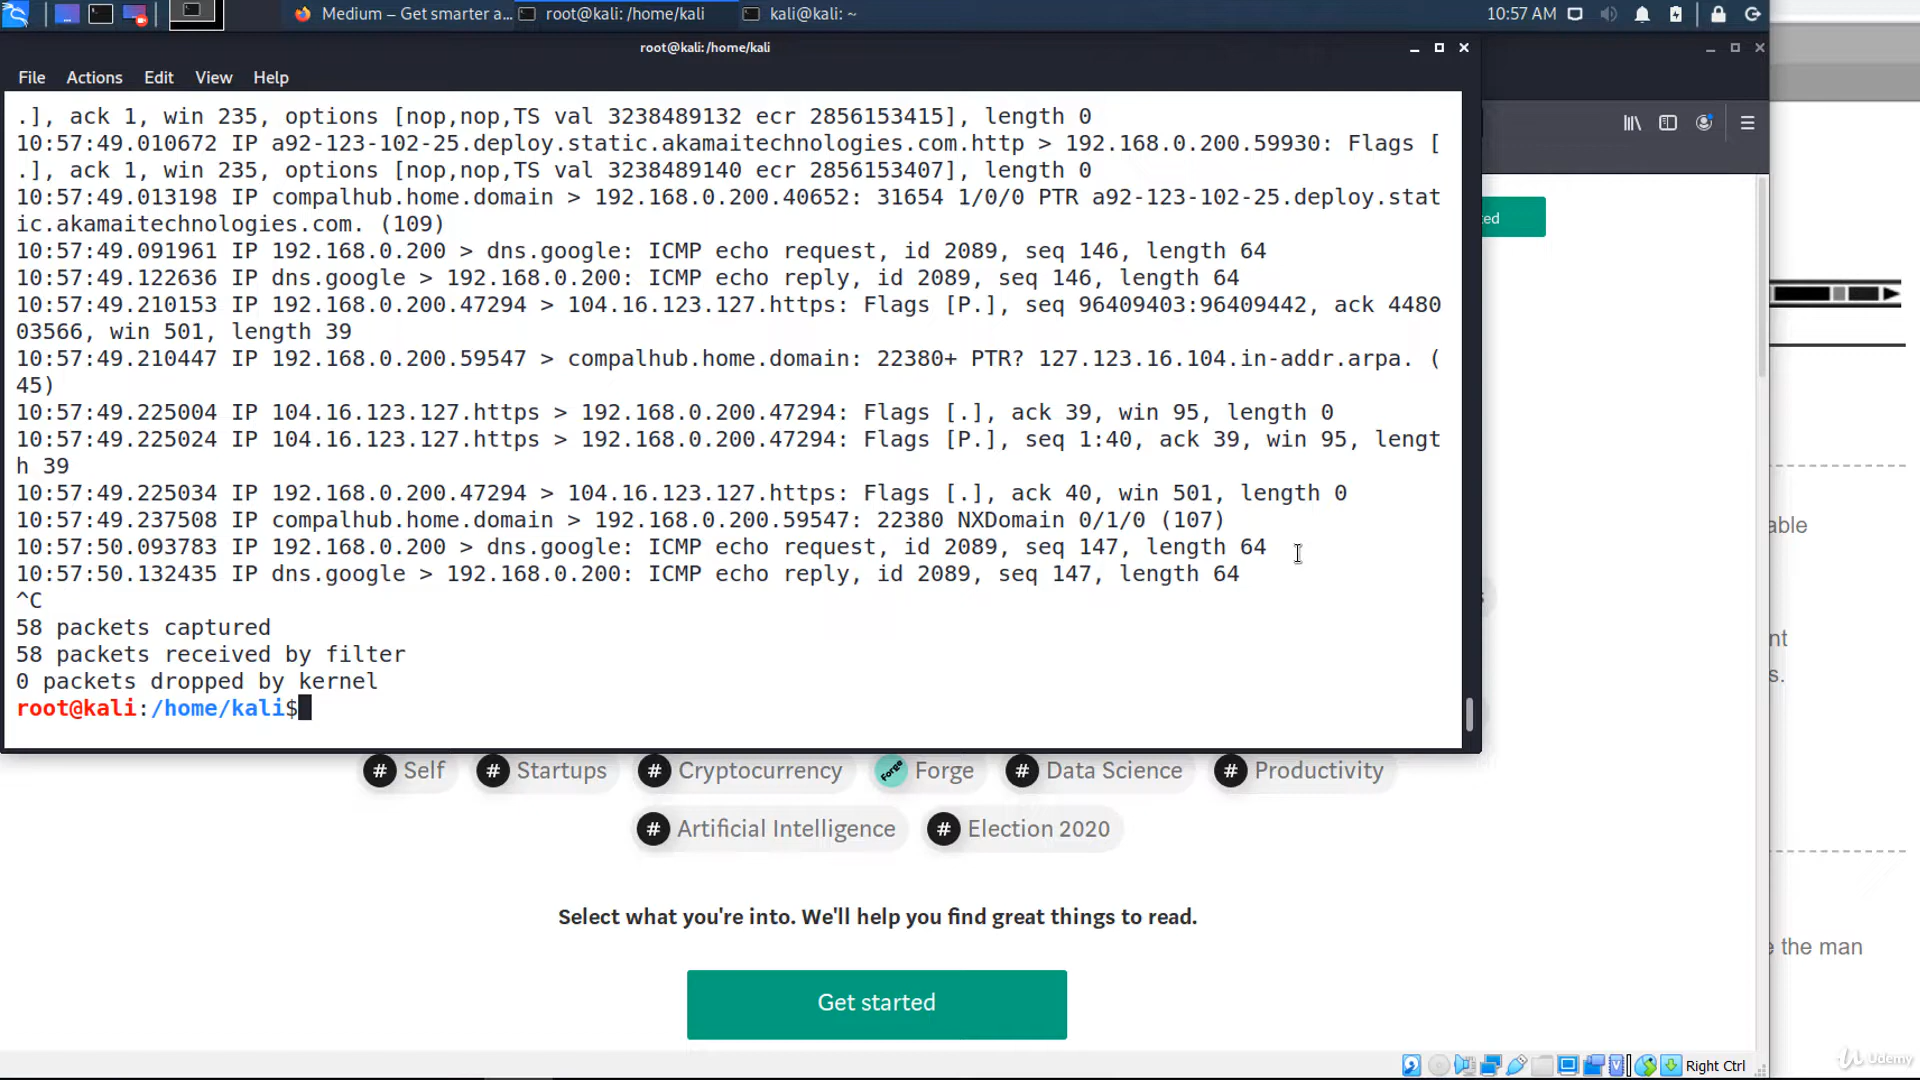 Medium – Get smarter a...
root@kali: /home/kali
kali@kali: ~
10:57 AM
root@kali:/home/kali
File Actions Edit View Help
.], ack 1, win 235, options [nop,nop,TS val 3238489132 ecr 2856153415], length 0
10:57:49.010672 IP a92-123-102-25.deploy.static.akamaitechnologies.com.http > 192.168.0.200.59930: Flags [
.], ack 1, win 235, options [nop,nop,TS val 3238489140 ecr 2856153407], length 0
10:57:49.013198 IP compalhub.home.domain > 192.168.0.200.40652: 31654 1/0/0 PTR a92-123-102-25.deploy.stat
ic.akamaitechnologies.com. (109)
10:57:49.091961 IP 192.168.0.200 > dns.google: ICMP echo request, id 2089, seq 146, length 64
10:57:49.122636 IP dns.google > 192.168.0.200: ICMP echo reply, id 2089, seq 146, length 64
10:57:49.210153 IP 192.168.0.200.47294 > 104.16.123.127.https: Flags [P.], seq 96409403:96409442, ack 4480
03566, win 501, length 39
10:57:49.210447 IP 192.168.0.200.59547 > compalhub.home.domain: 22380+ PTR? 127.123.16.104.in-addr.arpa. (
45)
10:57:49.225004 IP 104.16.123.127.https > 192.168.0.200.47294: Flags [.], ack 39, win 95, length 0
10:57:49.225024 IP 104.16.123.127.https > 192.168.0.200.47294: Flags [P.], seq 1:40, ack 39, win 95, lengt
h 39
10:57:49.225034 IP 192.168.0.200.47294 > 104.16.123.127.https: Flags [.], ack 40, win 501, length 0
10:57:49.237508 IP compalhub.home.domain > 192.168.0.200.59547: 22380 NXDomain 0/1/0 (107)
10:57:50.093783 IP 192.168.0.200 > dns.google: ICMP echo request, id 2089, seq 147, length 64
10:57:50.132435 IP dns.google > 192.168.0.200: ICMP echo reply, id 2089, seq 147, length 64
^C
58 packets captured
58 packets received by filter
0 packets dropped by kernel
root@kali:/home/kali$
ed
able
nt
s.
# Self
# Startups
# Cryptocurrency
Forge
# Data Science
# Productivity
# Artificial Intelligence
# Election 2020
Select what you're into. We'll help you find great things to read.
e the man
Get started
Right Ctrl
Udemy